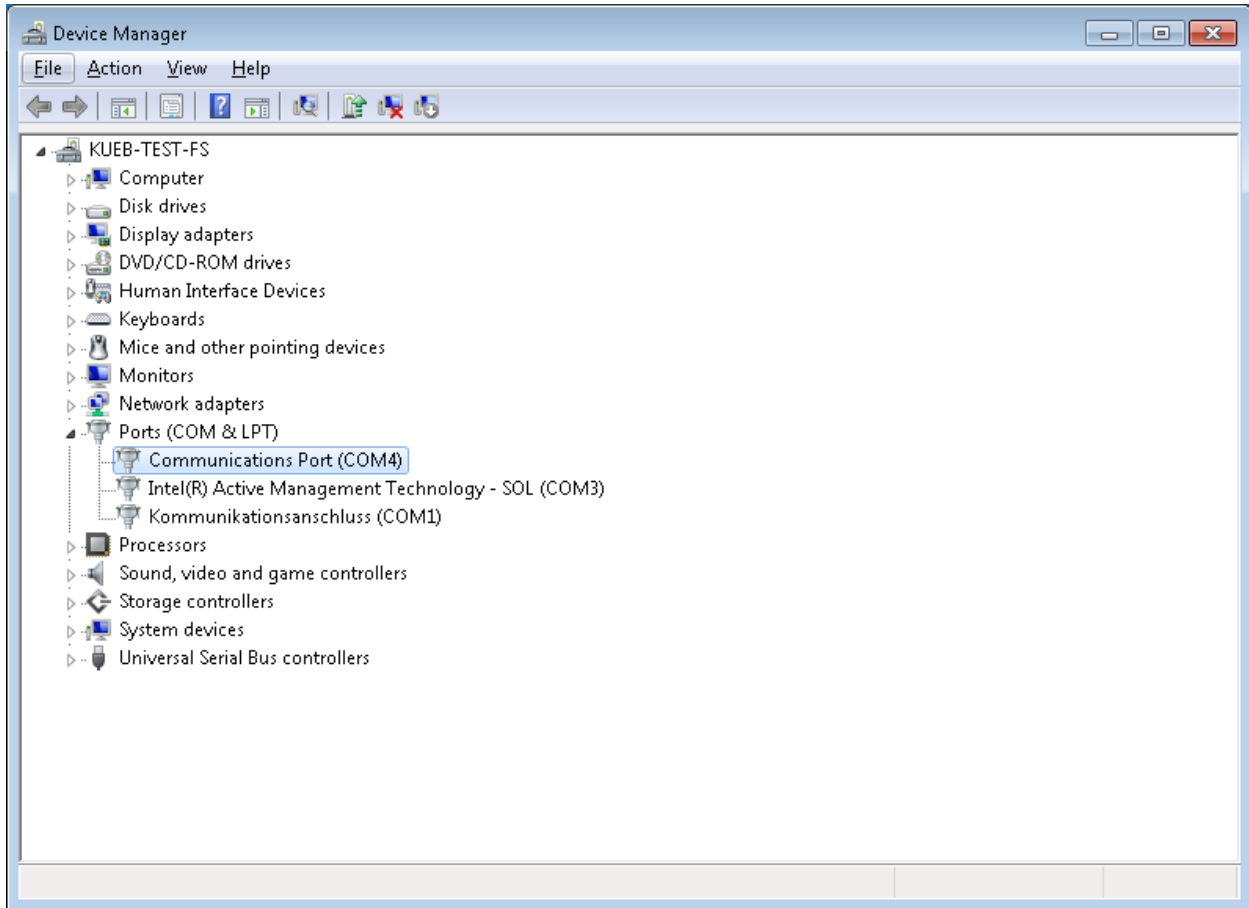 Device Manager
File Action View Help
KUEB-TEST-FS
Computer
Disk drives
Display adapters
DVD/CD-ROM drives
Human Interface Devices
Keyboards
Mice and other pointing devices
Monitors
Network adapters
Ports (COM & LPT)
Communications Port (COM4)
Intel(R) Active Management Technology - SOL (COM3)
Kommunikationsanschluss (COM1)
Processors
Sound, video and game controllers
Storage controllers
System devices
Universal Serial Bus controllers